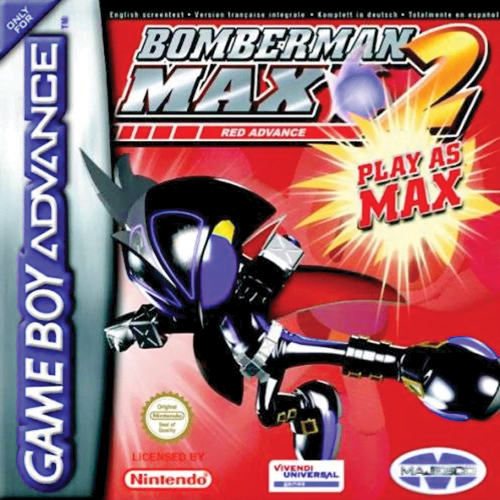 ONLY
FOR
GAME BOY ADVANCE
English screentext • Version française integrale • Komplett in deutsch • Totalmente en español
BOMBERMAN
MAX 2
RED ADVANCE
PLAY AS
MAX
Original
Nintendo
Seal of
Quality
LICENSED BY
Nintendo
VIVENDI
UNIVERSAL
games
MAJESCO